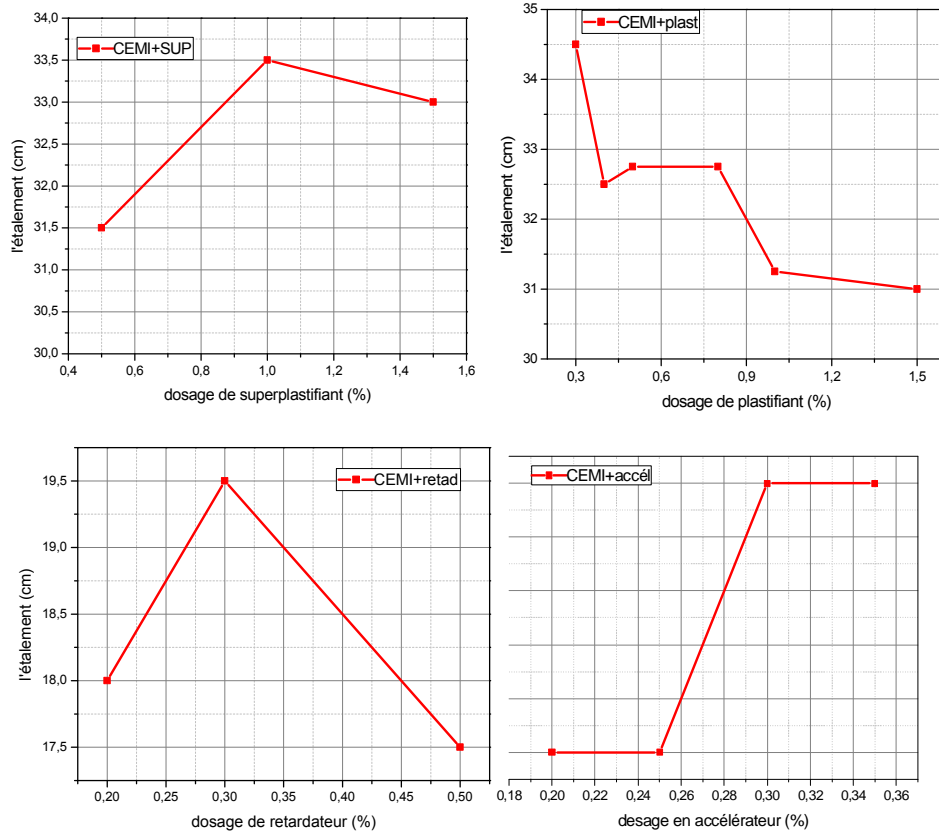 34,0
33,5
33,0
32,5
32,0
31,5
31,0
30,5
30,0
l'étalement (cm)
CEMI+SUP
0,4 0,6 0,8 1,0 1,2 1,4 1,6
dosage de superplastifiant (%)
35
34
33
32
31
30
l'étalement (cm)
CEMI+plast
0,3 0,6 0,9 1,2 1,5
dosage de plastifiant (%)
19,5
19,0
18,5
18,0
17,5
l'étalement (cm)
CEMI+retad
0,20 0,25 0,30 0,35 0,40 0,45 0,50
dosage de retardateur (%)
CEMI+accél
0,18 0,20 0,22 0,24 0,26 0,28 0,30 0,32 0,34 0,36
desage en accélérateur (%)